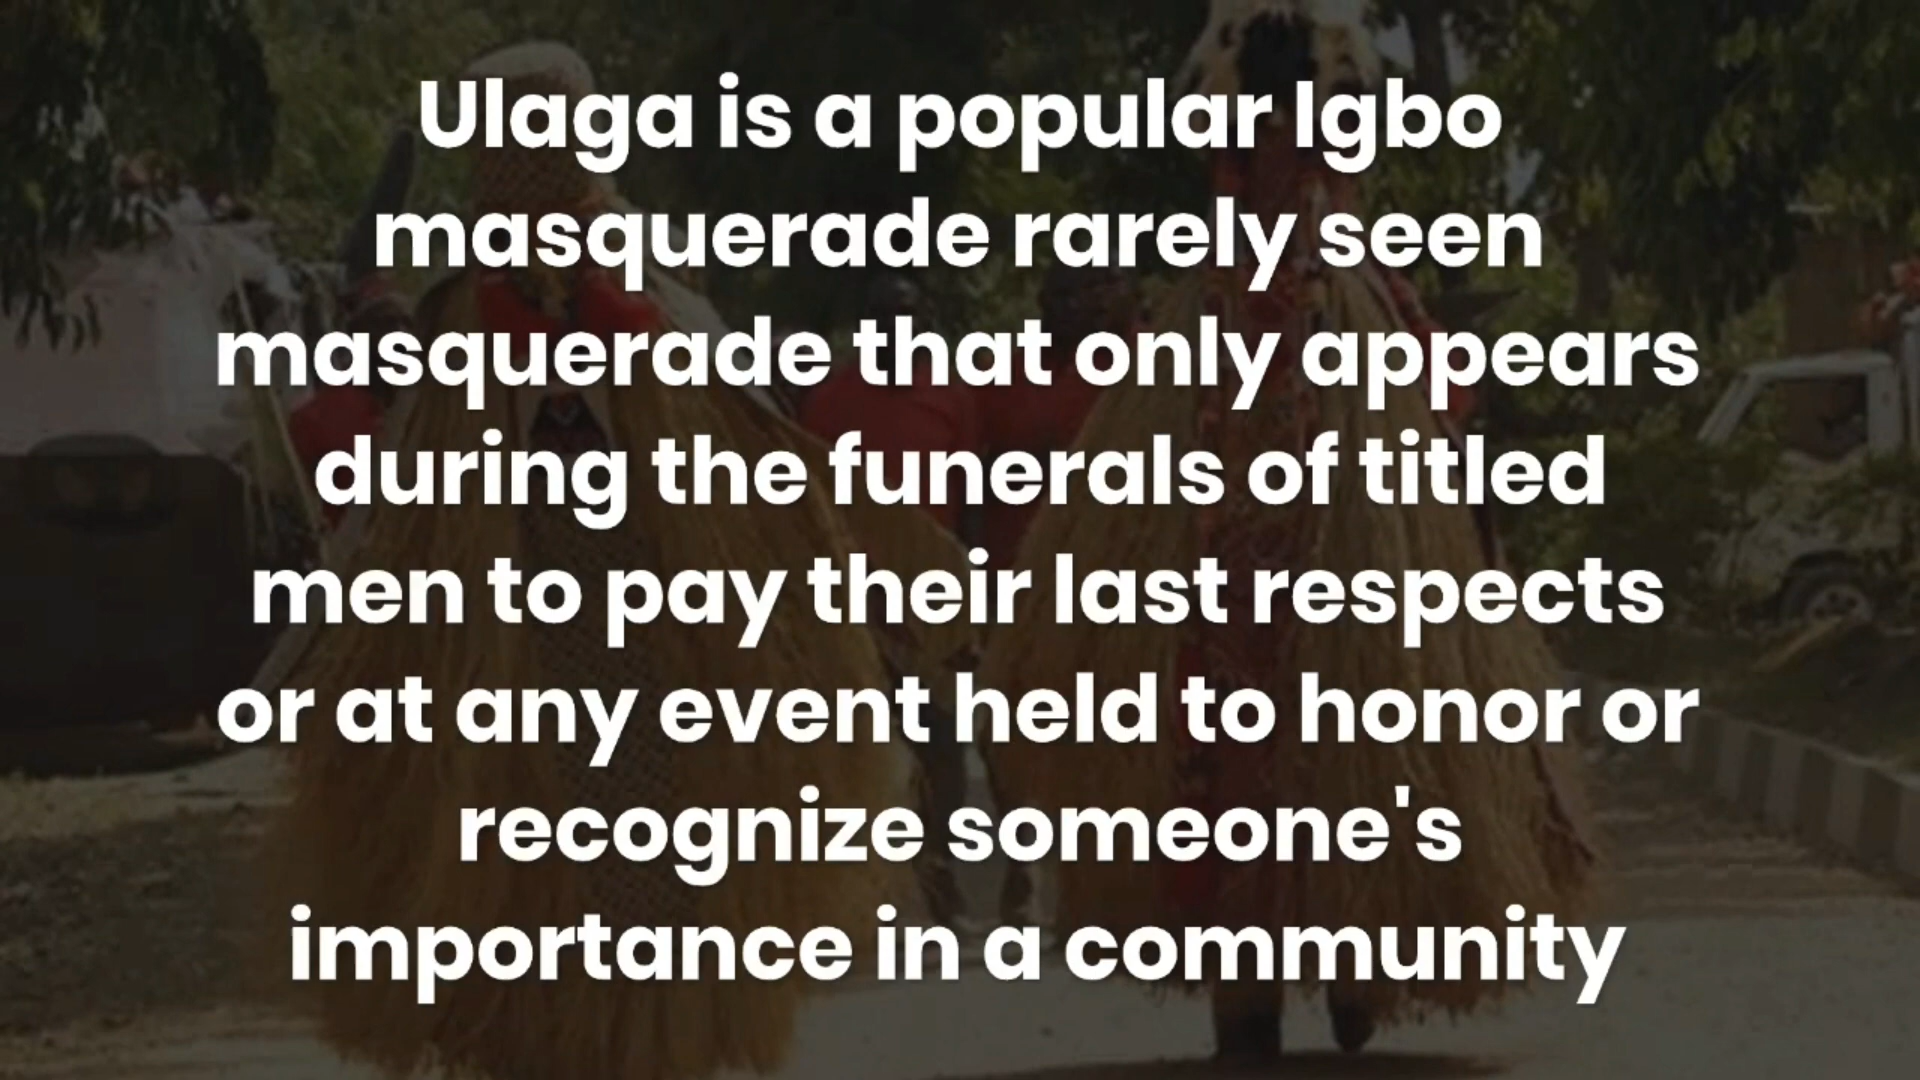 Ulaga is a popular Igbo
masquerade rarely seen
masquerade that only appears
during the funerals of titled
men to pay their last respects
or at any event held to honor or
recognize someone's
importance in a community